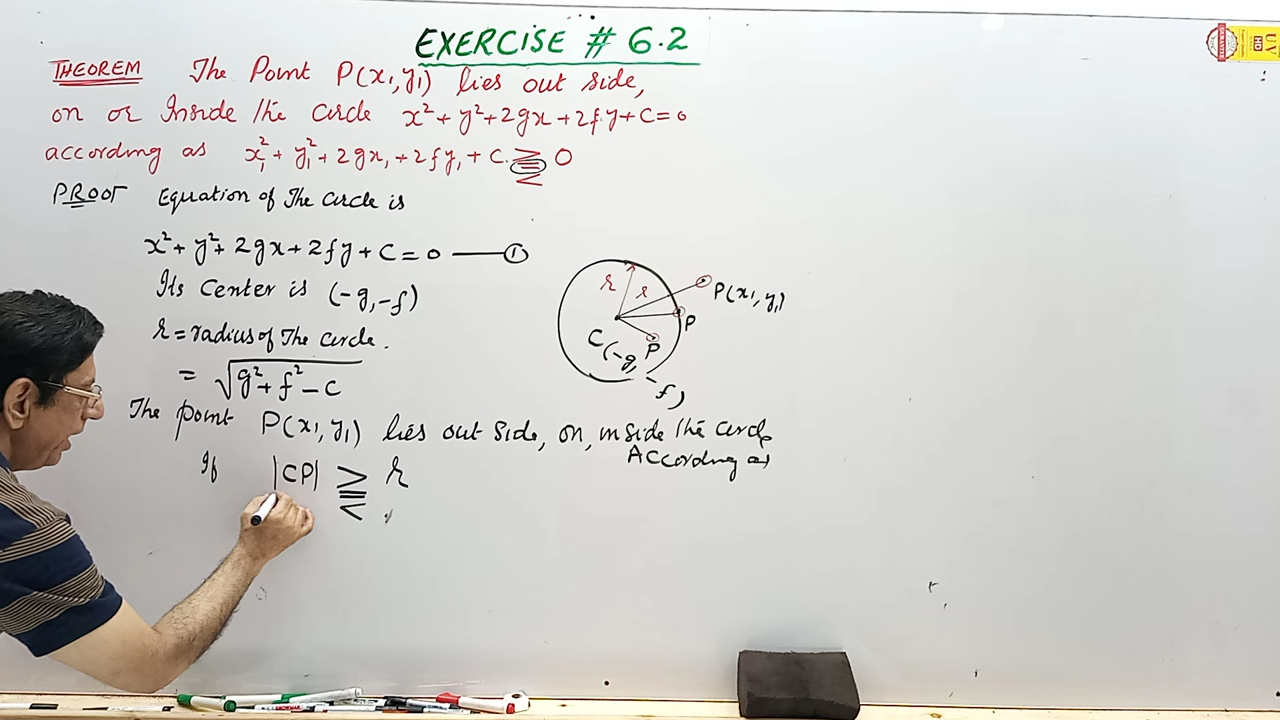 EXERCISE # 6.2
THEOREM The Point P(x₁,y₁) lies out side,
on or Inside the circle x²+y²+2gx+2fy+C=0
according as x₁²+y₁²+2gx₁+2fy₁+C ⪌ 0
PROOF Equation of The circle is
x²+y²+2gx+2fy+C=0 ——①
Its Center is (-g,-f)
r=radius of The circle.
= √(g²+f²-c)
The point P(x₁,y₁) lies out side, on, inside the circle
According as
If |CP| ⪌ r
r
r
P(x₁,y₁)
P
P
C(-g,-f)
UV
HD